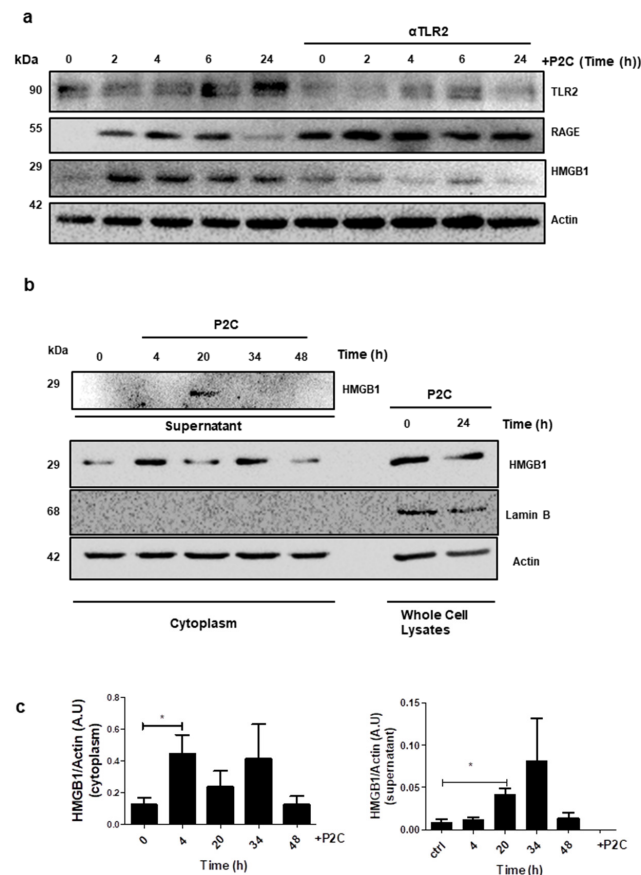 a
αTLR2
kDa 0 2 4 6 24 0 2 4 6 24 +P2C (Time (h))
90 TLR2
55 RAGE
29 HMGB1
42 Actin
b
P2C
kDa 0 4 20 34 48 Time (h)
29 HMGB1
Supernatant
P2C
0 24 Time (h)
29 HMGB1
68 Lamin B
42 Actin
Cytoplasm
Whole Cell
Lysates
c
HMGB1/Actin (A.U)
(cytoplasm)
0.8
0.6
0.4
0.2
0.0
*
0 4 20 34 48 +P2C
Time (h)
HMGB1/Actin (A.U)
(supernatant)
0.15
0.10
0.05
0.00
*
ctrl 4 20 34 48 +P2C
Time (h)